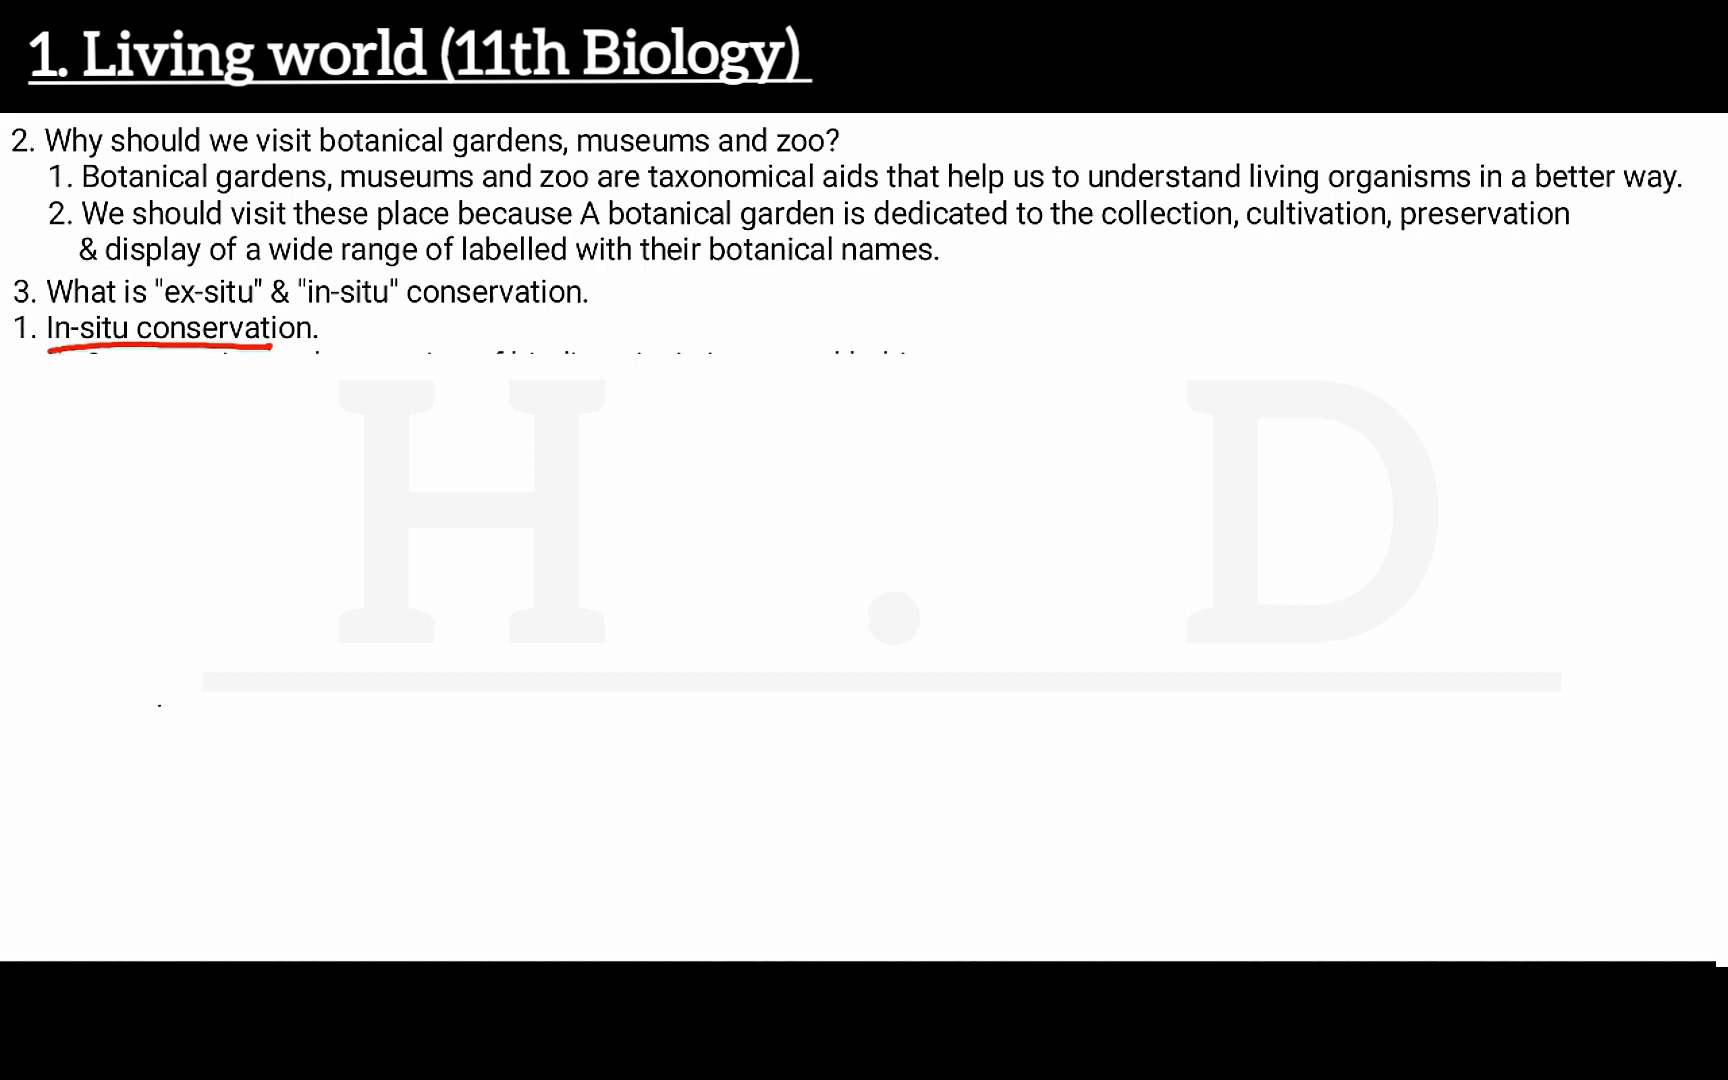 1. Living world (11th Biology)
2. Why should we visit botanical gardens, museums and zoo?
1. Botanical gardens, museums and zoo are taxonomical aids that help us to understand living organisms in a better way.
2. We should visit these place because A botanical garden is dedicated to the collection, cultivation, preservation
& display of a wide range of labelled with their botanical names.
3. What is "ex-situ" & "in-situ" conservation.
1. In-situ conservation.
H . D